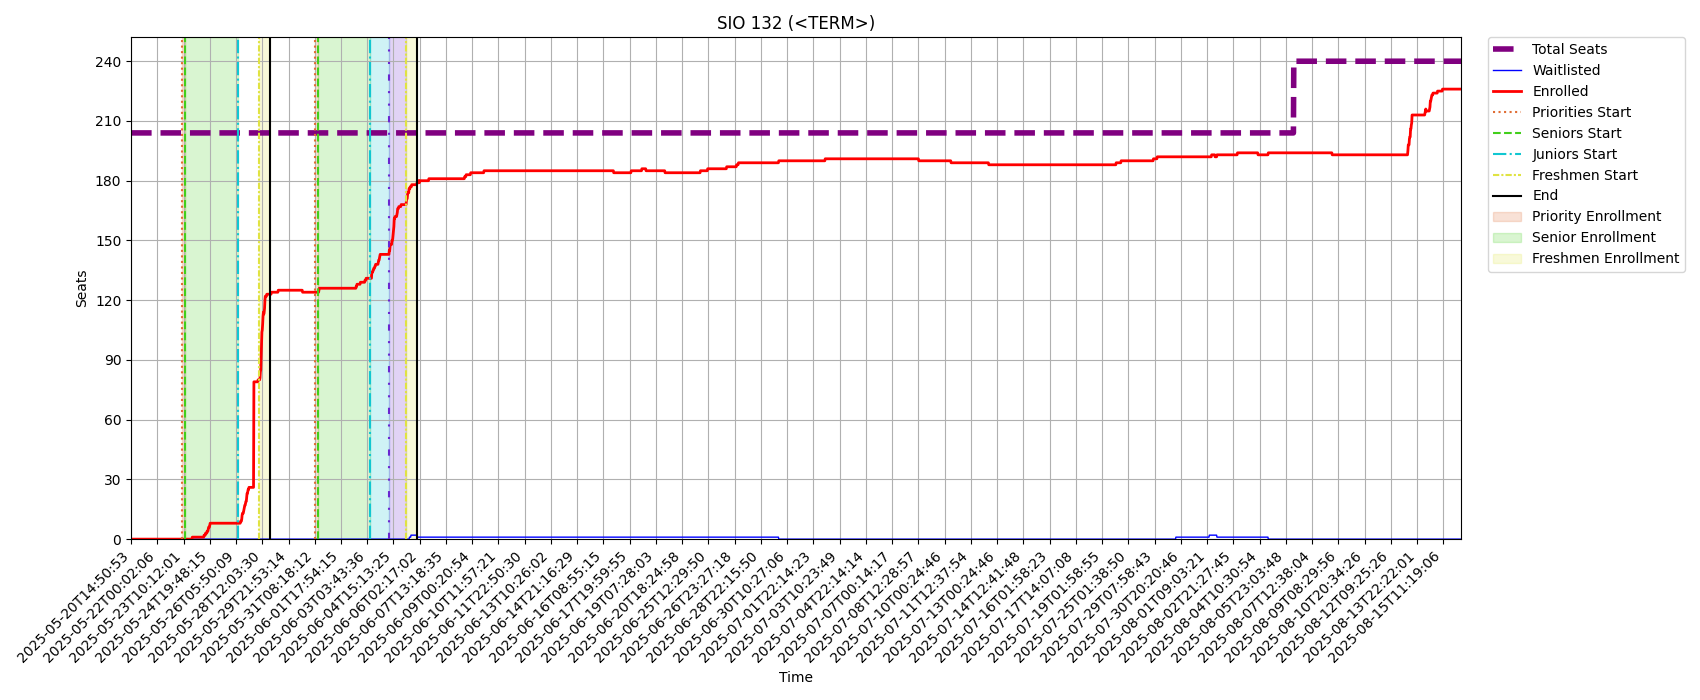 SIO 132 (<TERM>)
240
210
180
150
120
90
60
30
0
Seats
2025-05-20T14:50:53
2025-05-22T00:02:06
2025-05-23T10:12:01
2025-05-24T19:48:15
2025-05-26T05:50:09
2025-05-28T12:03:30
2025-05-29T21:53:14
2025-05-31T08:18:12
2025-06-01T17:54:15
2025-06-03T03:43:36
2025-06-04T15:13:25
2025-06-06T02:17:02
2025-06-07T13:18:35
2025-06-09T00:20:54
2025-06-10T11:57:21
2025-06-11T22:50:30
2025-06-13T10:26:02
2025-06-14T21:16:29
2025-06-16T08:55:15
2025-06-17T19:59:55
2025-06-19T07:28:03
2025-06-20T18:24:58
2025-06-25T12:29:50
2025-06-26T23:27:18
2025-06-28T22:15:50
2025-06-30T10:27:06
2025-07-01T22:14:23
2025-07-03T10:23:49
2025-07-04T22:14:14
2025-07-07T00:14:17
2025-07-08T12:28:57
2025-07-10T00:24:46
2025-07-11T12:37:54
2025-07-13T00:24:46
2025-07-14T12:41:48
2025-07-16T01:58:23
2025-07-17T14:07:08
2025-07-19T01:58:55
2025-07-25T01:38:50
2025-07-29T07:58:43
2025-07-30T20:20:46
2025-08-01T09:03:21
2025-08-02T21:27:45
2025-08-04T10:30:54
2025-08-05T23:03:48
2025-08-07T12:38:04
2025-08-09T08:29:56
2025-08-10T20:34:26
2025-08-12T09:25:26
2025-08-13T22:22:01
2025-08-15T11:19:06
Time
Total Seats
Waitlisted
Enrolled
Priorities Start
Seniors Start
Juniors Start
Freshmen Start
End
Priority Enrollment
Senior Enrollment
Freshmen Enrollment